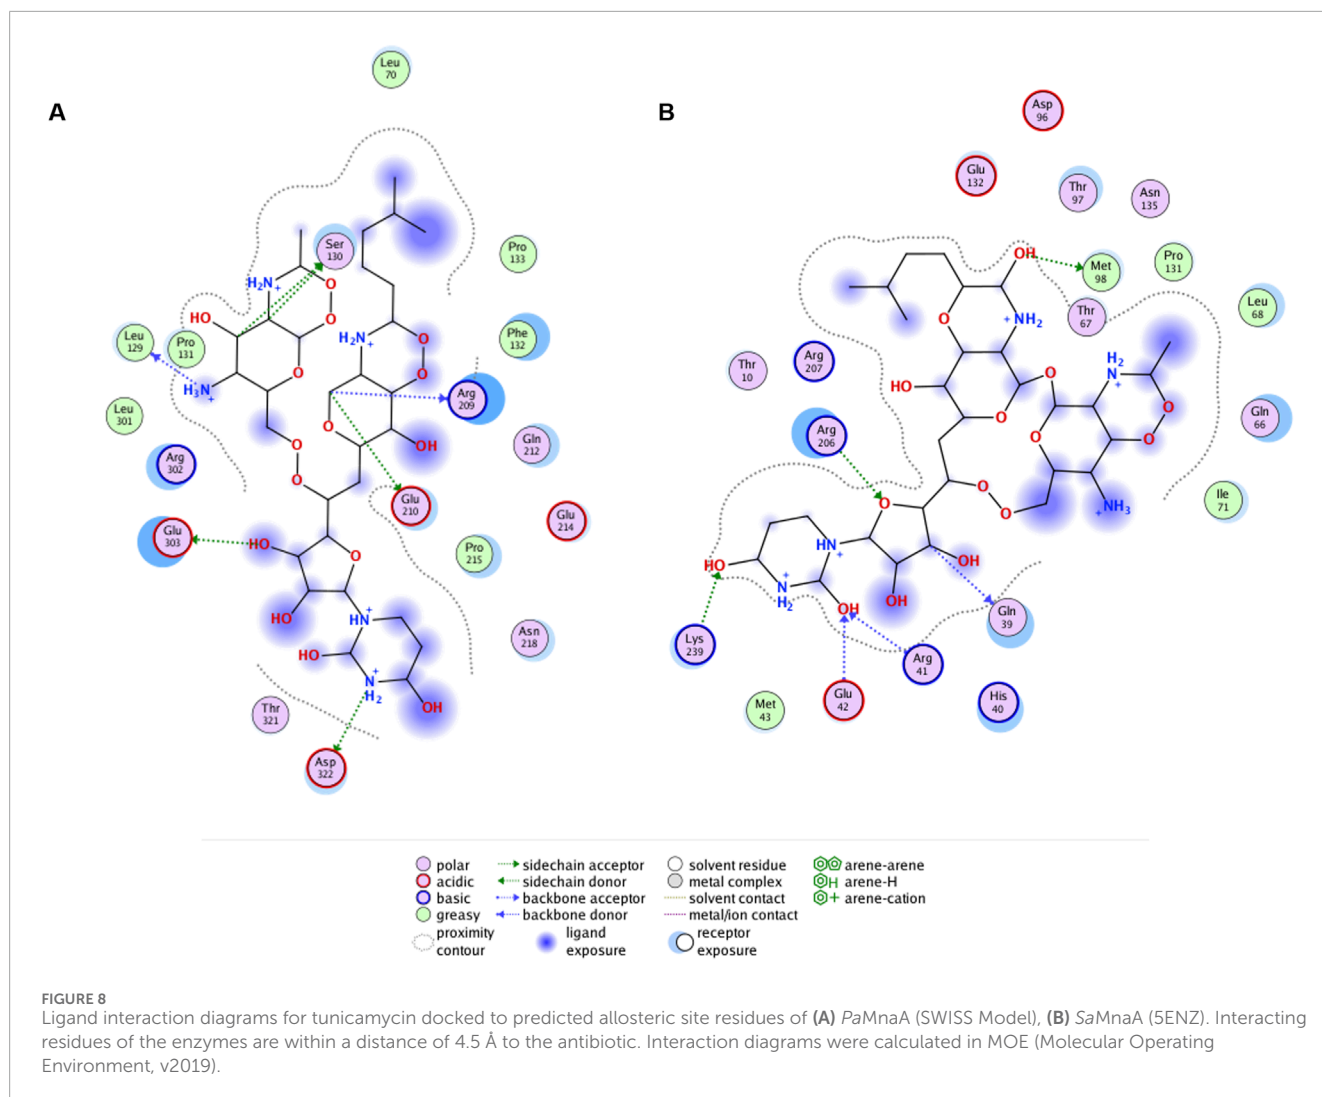 A
B
Leu
70
Ser
130
Pro
133
Phe
132
Leu
129
Pro
131
Arg
209
Leu
301
Gln
212
Arg
302
Glu
210
Glu
214
Glu
303
Pro
215
Asn
218
Thr
321
Asp
322
H2N+
O
O
HO
H3N+
O
O
O
H2N+
O
O
O
OH
HO
O
HO
HN+
HO
N+
H2
OH
Asp
96
Glu
132
Thr
97
Asn
135
Met
98
Pro
131
Thr
67
Leu
68
Thr
10
Arg
207
Arg
206
Gln
66
Ile
71
Gln
39
Lys
239
Arg
41
Glu
42
His
40
Met
43
OH
O
+NH2
HO
O
O
H2
N+
O
O
O
+NH3
O
O
O
HN+
HO
N+
H2
OH
OH
OH
polar
acidic
basic
greasy
proximity
contour
sidechain acceptor
sidechain donor
backbone acceptor
backbone donor
ligand
exposure
solvent residue
metal complex
solvent contact
metal/ion contact
receptor
exposure
H
+
arene-arene
arene-H
arene-cation
FIGURE 8
Ligand interaction diagrams for tunicamycin docked to predicted allosteric site residues of (A) PaMnaA (SWISS Model), (B) SaMnaA (5ENZ). Interacting
residues of the enzymes are within a distance of 4.5 Å to the antibiotic. Interaction diagrams were calculated in MOE (Molecular Operating
Environment, v2019).